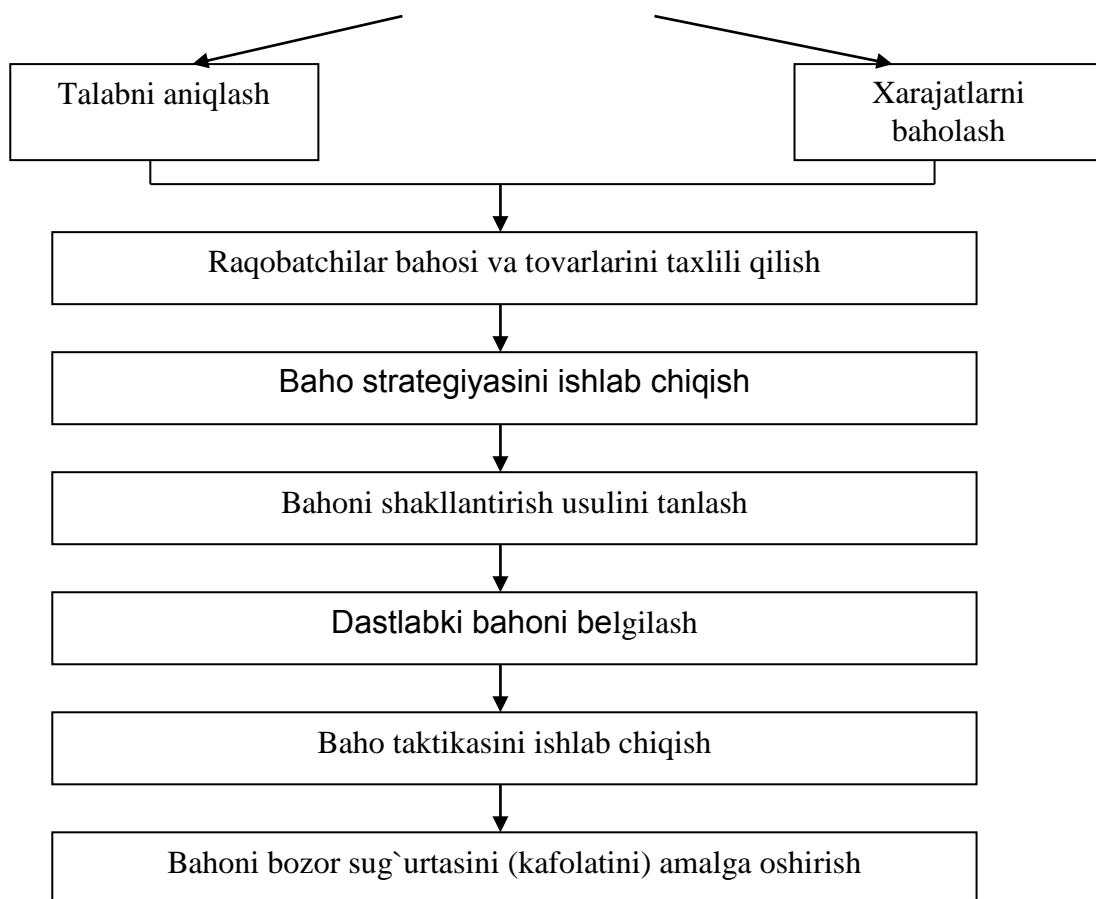 Talabni aniqlash
Xarajatlarni
baholash
Raqobatchilar bahosi va tovarlarini taxlili qilish
Baho strategiyasini ishlab chiqish
Bahoni shakllantirish usulini tanlash
Dastlabki bahoni belgilash
Baho taktikasini ishlab chiqish
Bahoni bozor sug`urtasini (kafolatini) amalga oshirish